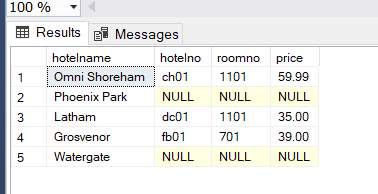 100 %
Results Messages
hotelname hotelno roomno price
1 Omni Shoreham ch01 1101 59.99
2 Phoenix Park NULL NULL NULL
3 Latham dc01 1101 35.00
4 Grosvenor fb01 701 39.00
5 Watergate NULL NULL NULL